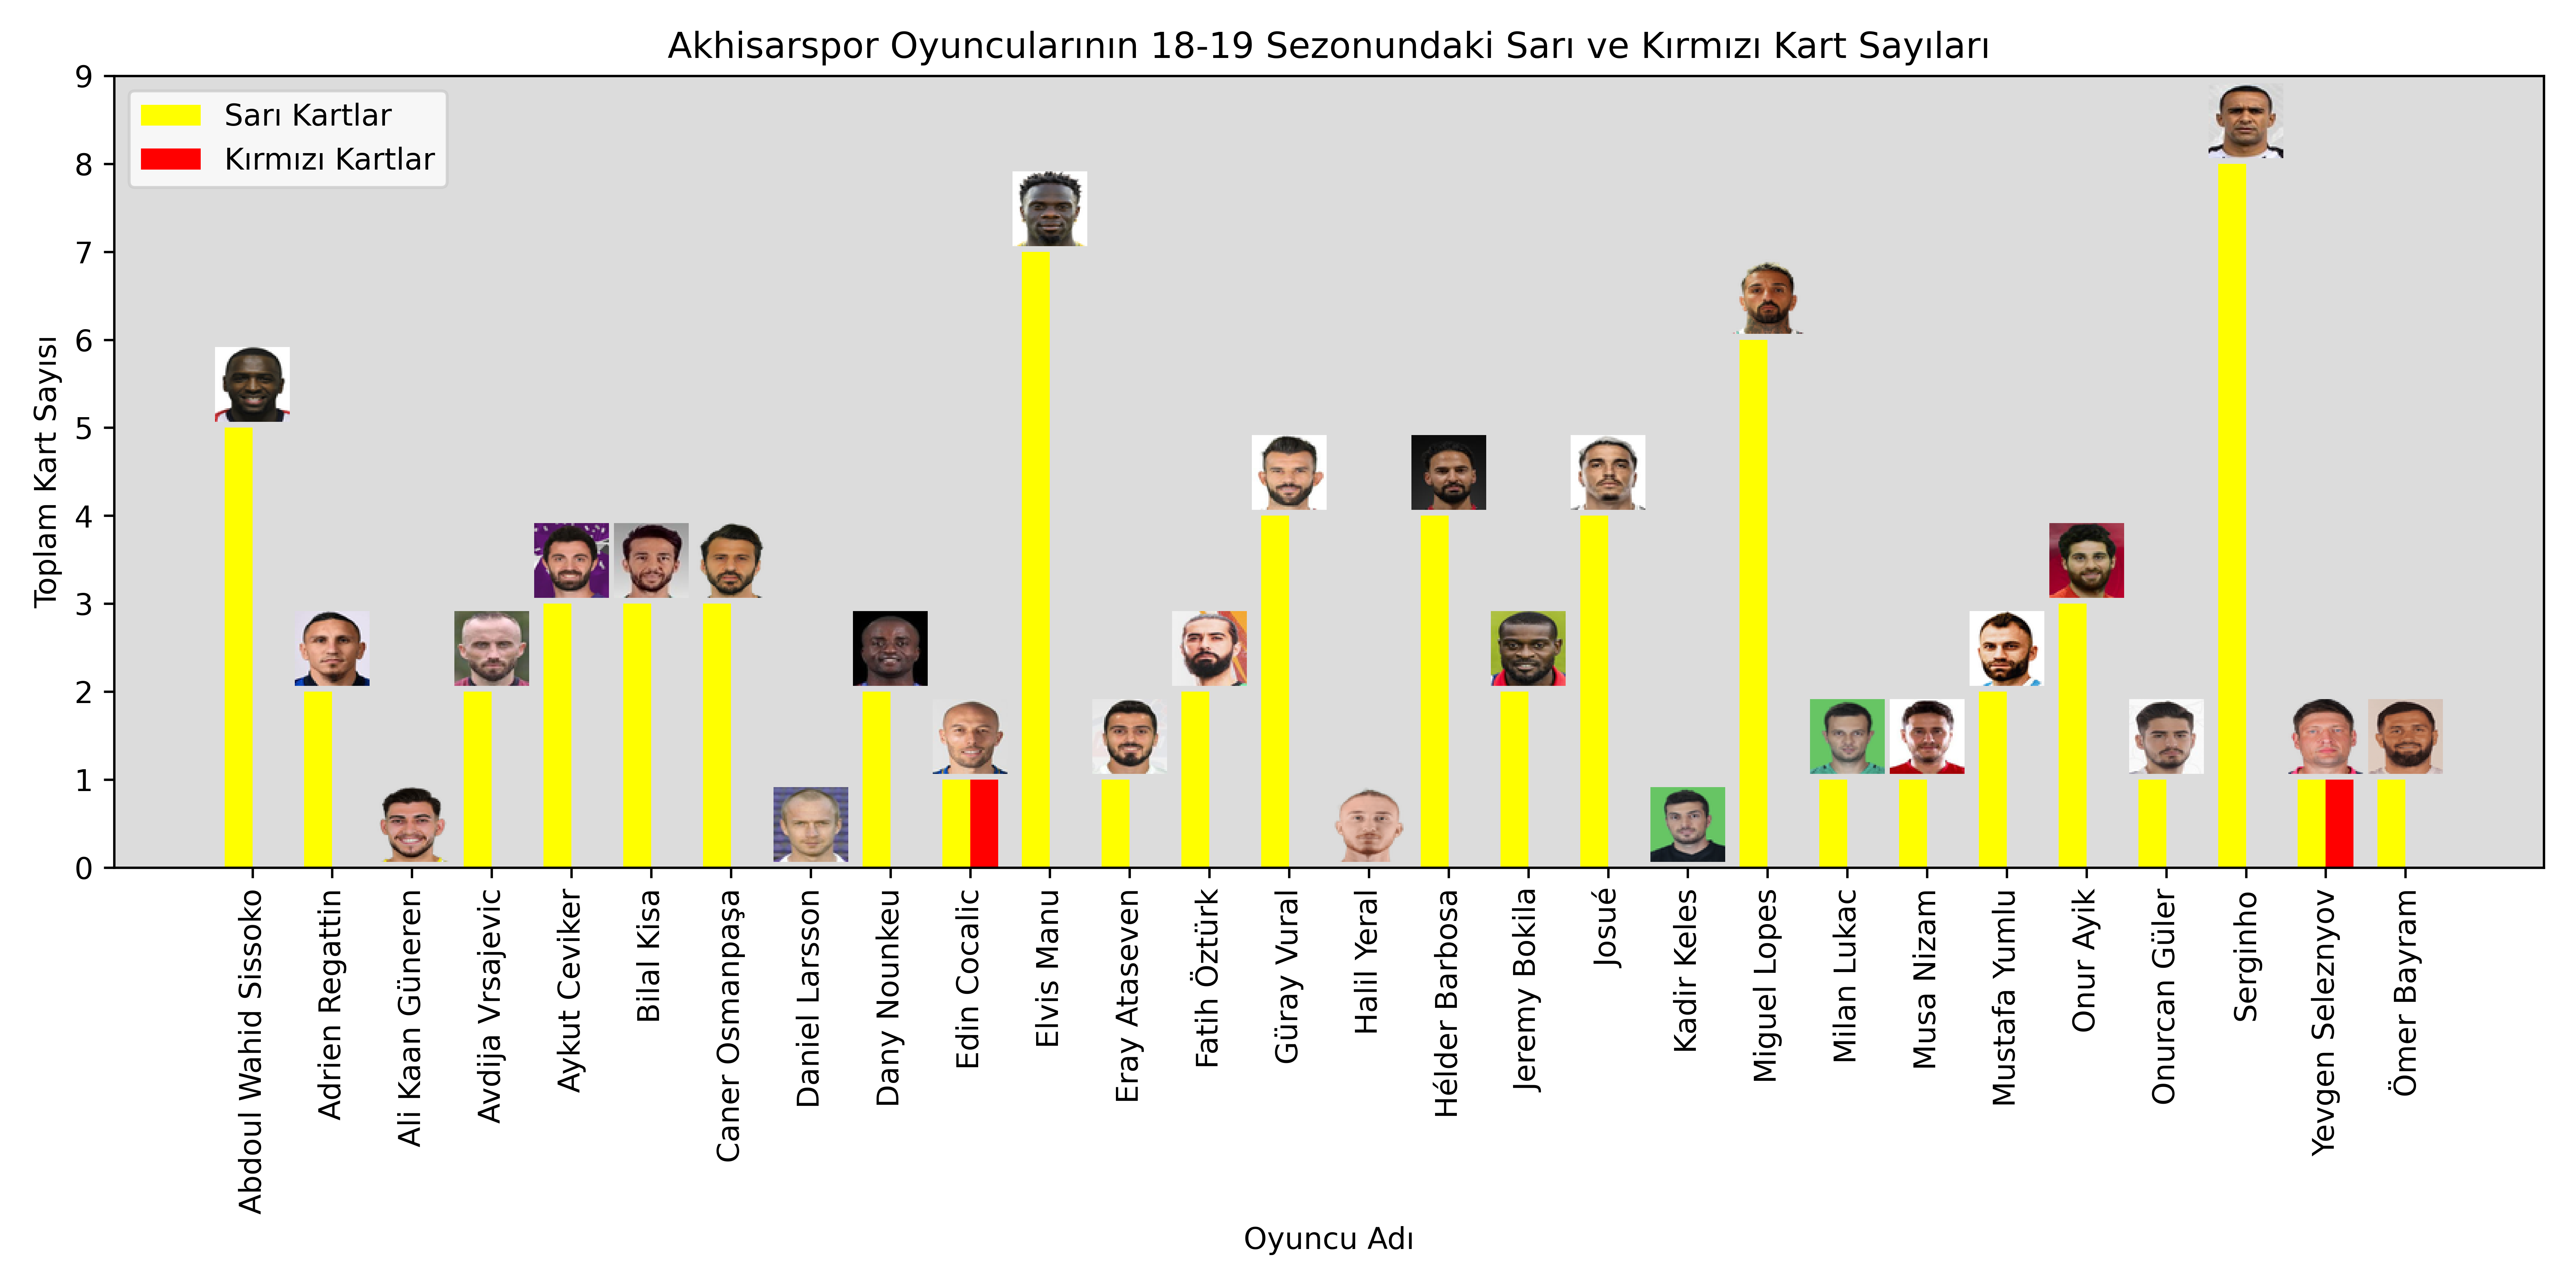 Akhisarspor Oyuncularının 18-19 Sezonundaki Sarı ve Kırmızı Kart Sayıları
Sarı Kartlar
Kırmızı Kartlar
Toplam Kart Sayısı
9
8
7
6
5
4
3
2
1
0
Abdoul Wahid Sissoko
Adrien Regattin
Ali Kaan Güneren
Avdija Vrsajevic
Aykut Ceviker
Bilal Kisa
Caner Osmanpaşa
Daniel Larsson
Dany Nounkeu
Edin Cocalic
Elvis Manu
Eray Ataseven
Fatih Öztürk
Güray Vural
Halil Yeral
Hélder Barbosa
Jeremy Bokila
Josué
Kadir Keles
Miguel Lopes
Milan Lukac
Musa Nizam
Mustafa Yumlu
Onur Ayik
Onurcan Güler
Serginho
Yevgen Seleznyov
Ömer Bayram
Oyuncu Adı